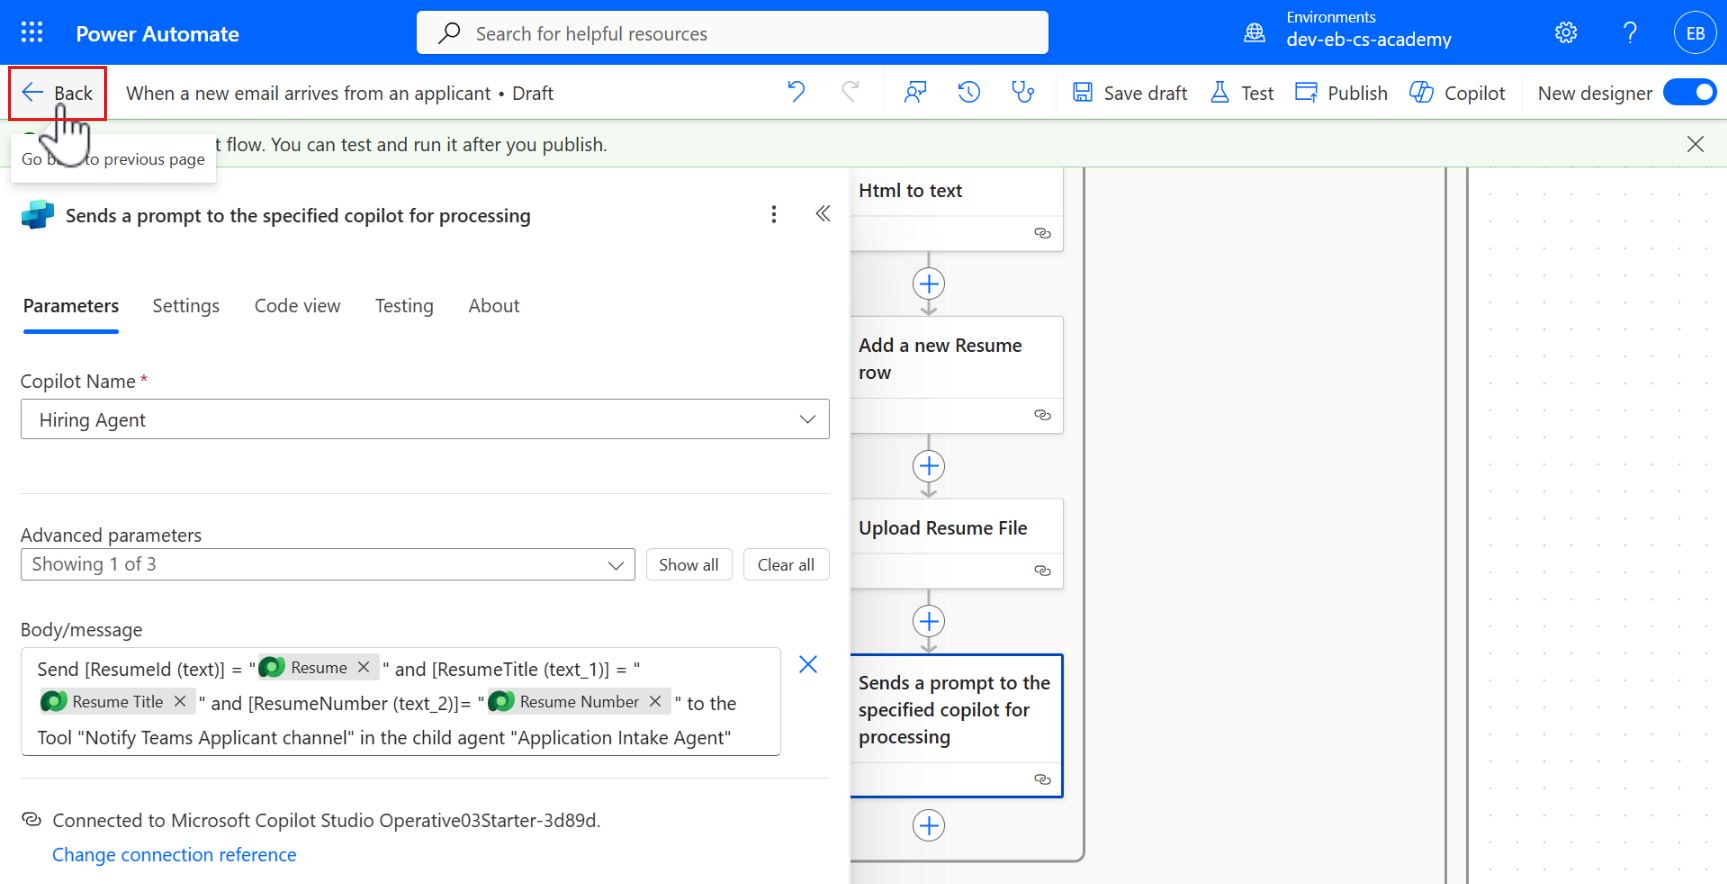 Power Automate
Search for helpful resources
Environments
dev-eb-cs-academy
EB
Back
When a new email arrives from an applicant • Draft
Save draft
Test
Publish
Copilot
New designer
t flow. You can test and run it after you publish.
Go to previous page
Sends a prompt to the specified copilot for processing
Parameters
Settings
Code view
Testing
About
Copilot Name *
Hiring Agent
Advanced parameters
Showing 1 of 3
Show all
Clear all
Body/message
Send [ResumeId (text)] = " Resume " and [ResumeTitle (text_1)] = "
Resume Title " and [ResumeNumber (text_2)]= " Resume Number " to the
Tool "Notify Teams Applicant channel" in the child agent "Application Intake Agent"
Connected to Microsoft Copilot Studio Operative03Starter-3d89d.
Change connection reference
Html to text
Add a new Resume
row
Upload Resume File
Sends a prompt to the
specified copilot for
processing